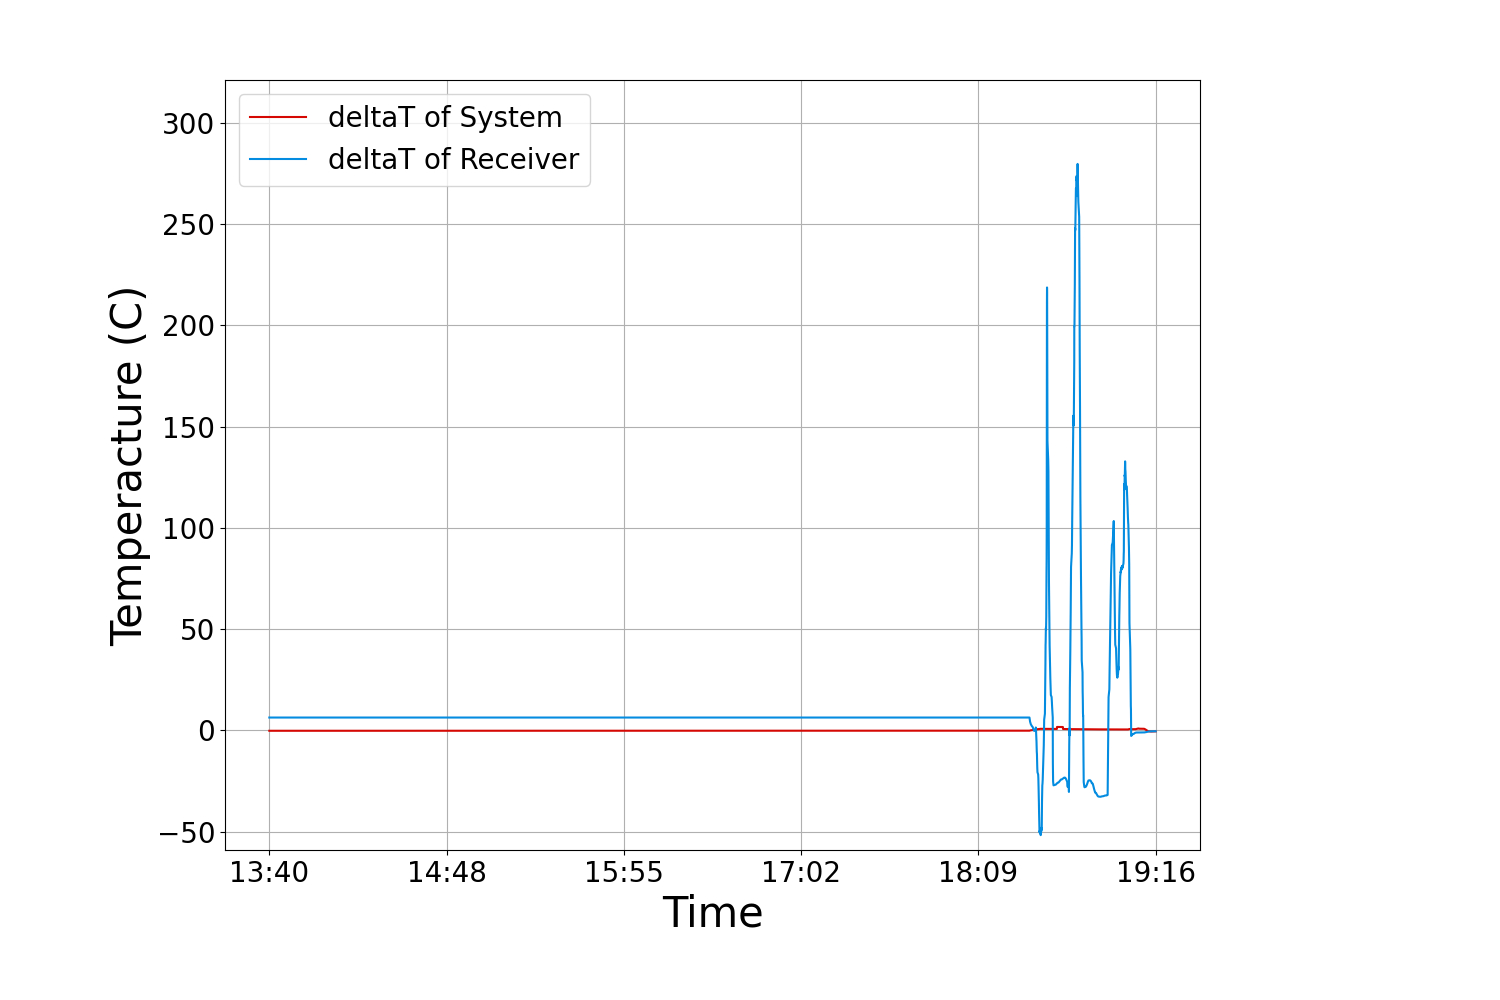 deltaT of System
deltaT of Receiver
Temperacture (C)
300
250
200
150
100
50
0
−50
13:40 14:48 15:55 17:02 18:09 19:16
Time